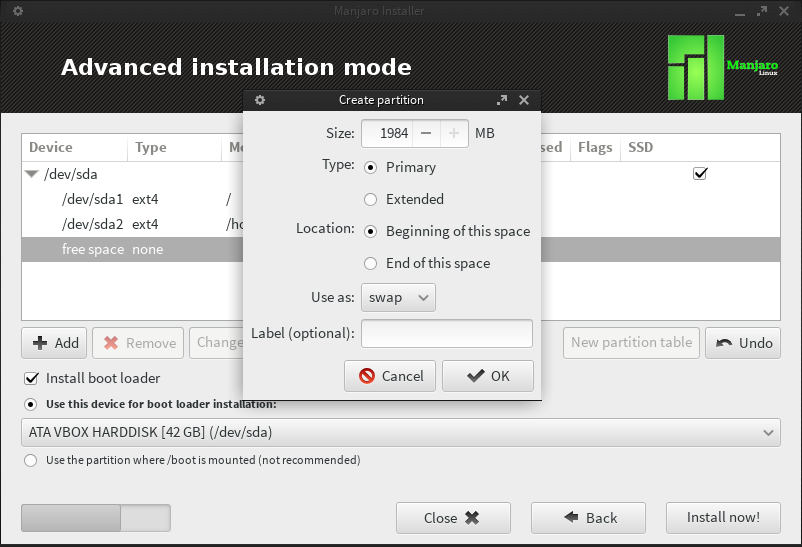 Manjaro Installer
Advanced installation mode
Manjaro
Linux
Create partition
Size: 1984 MB
Type: Primary
Extended
Location: Beginning of this space
End of this space
Use as: swap
Label (optional):
Cancel OK
Device Type Flags SSD
/dev/sda
/dev/sda1 ext4 /
/dev/sda2 ext4
free space none
Add Remove Change New partition table Undo
Install boot loader
Use this device for boot loader installation:
ATA VBOX HARDDISK [42 GB] (/dev/sda)
Use the partition where /boot is mounted (not recommended)
Close Back Install now!